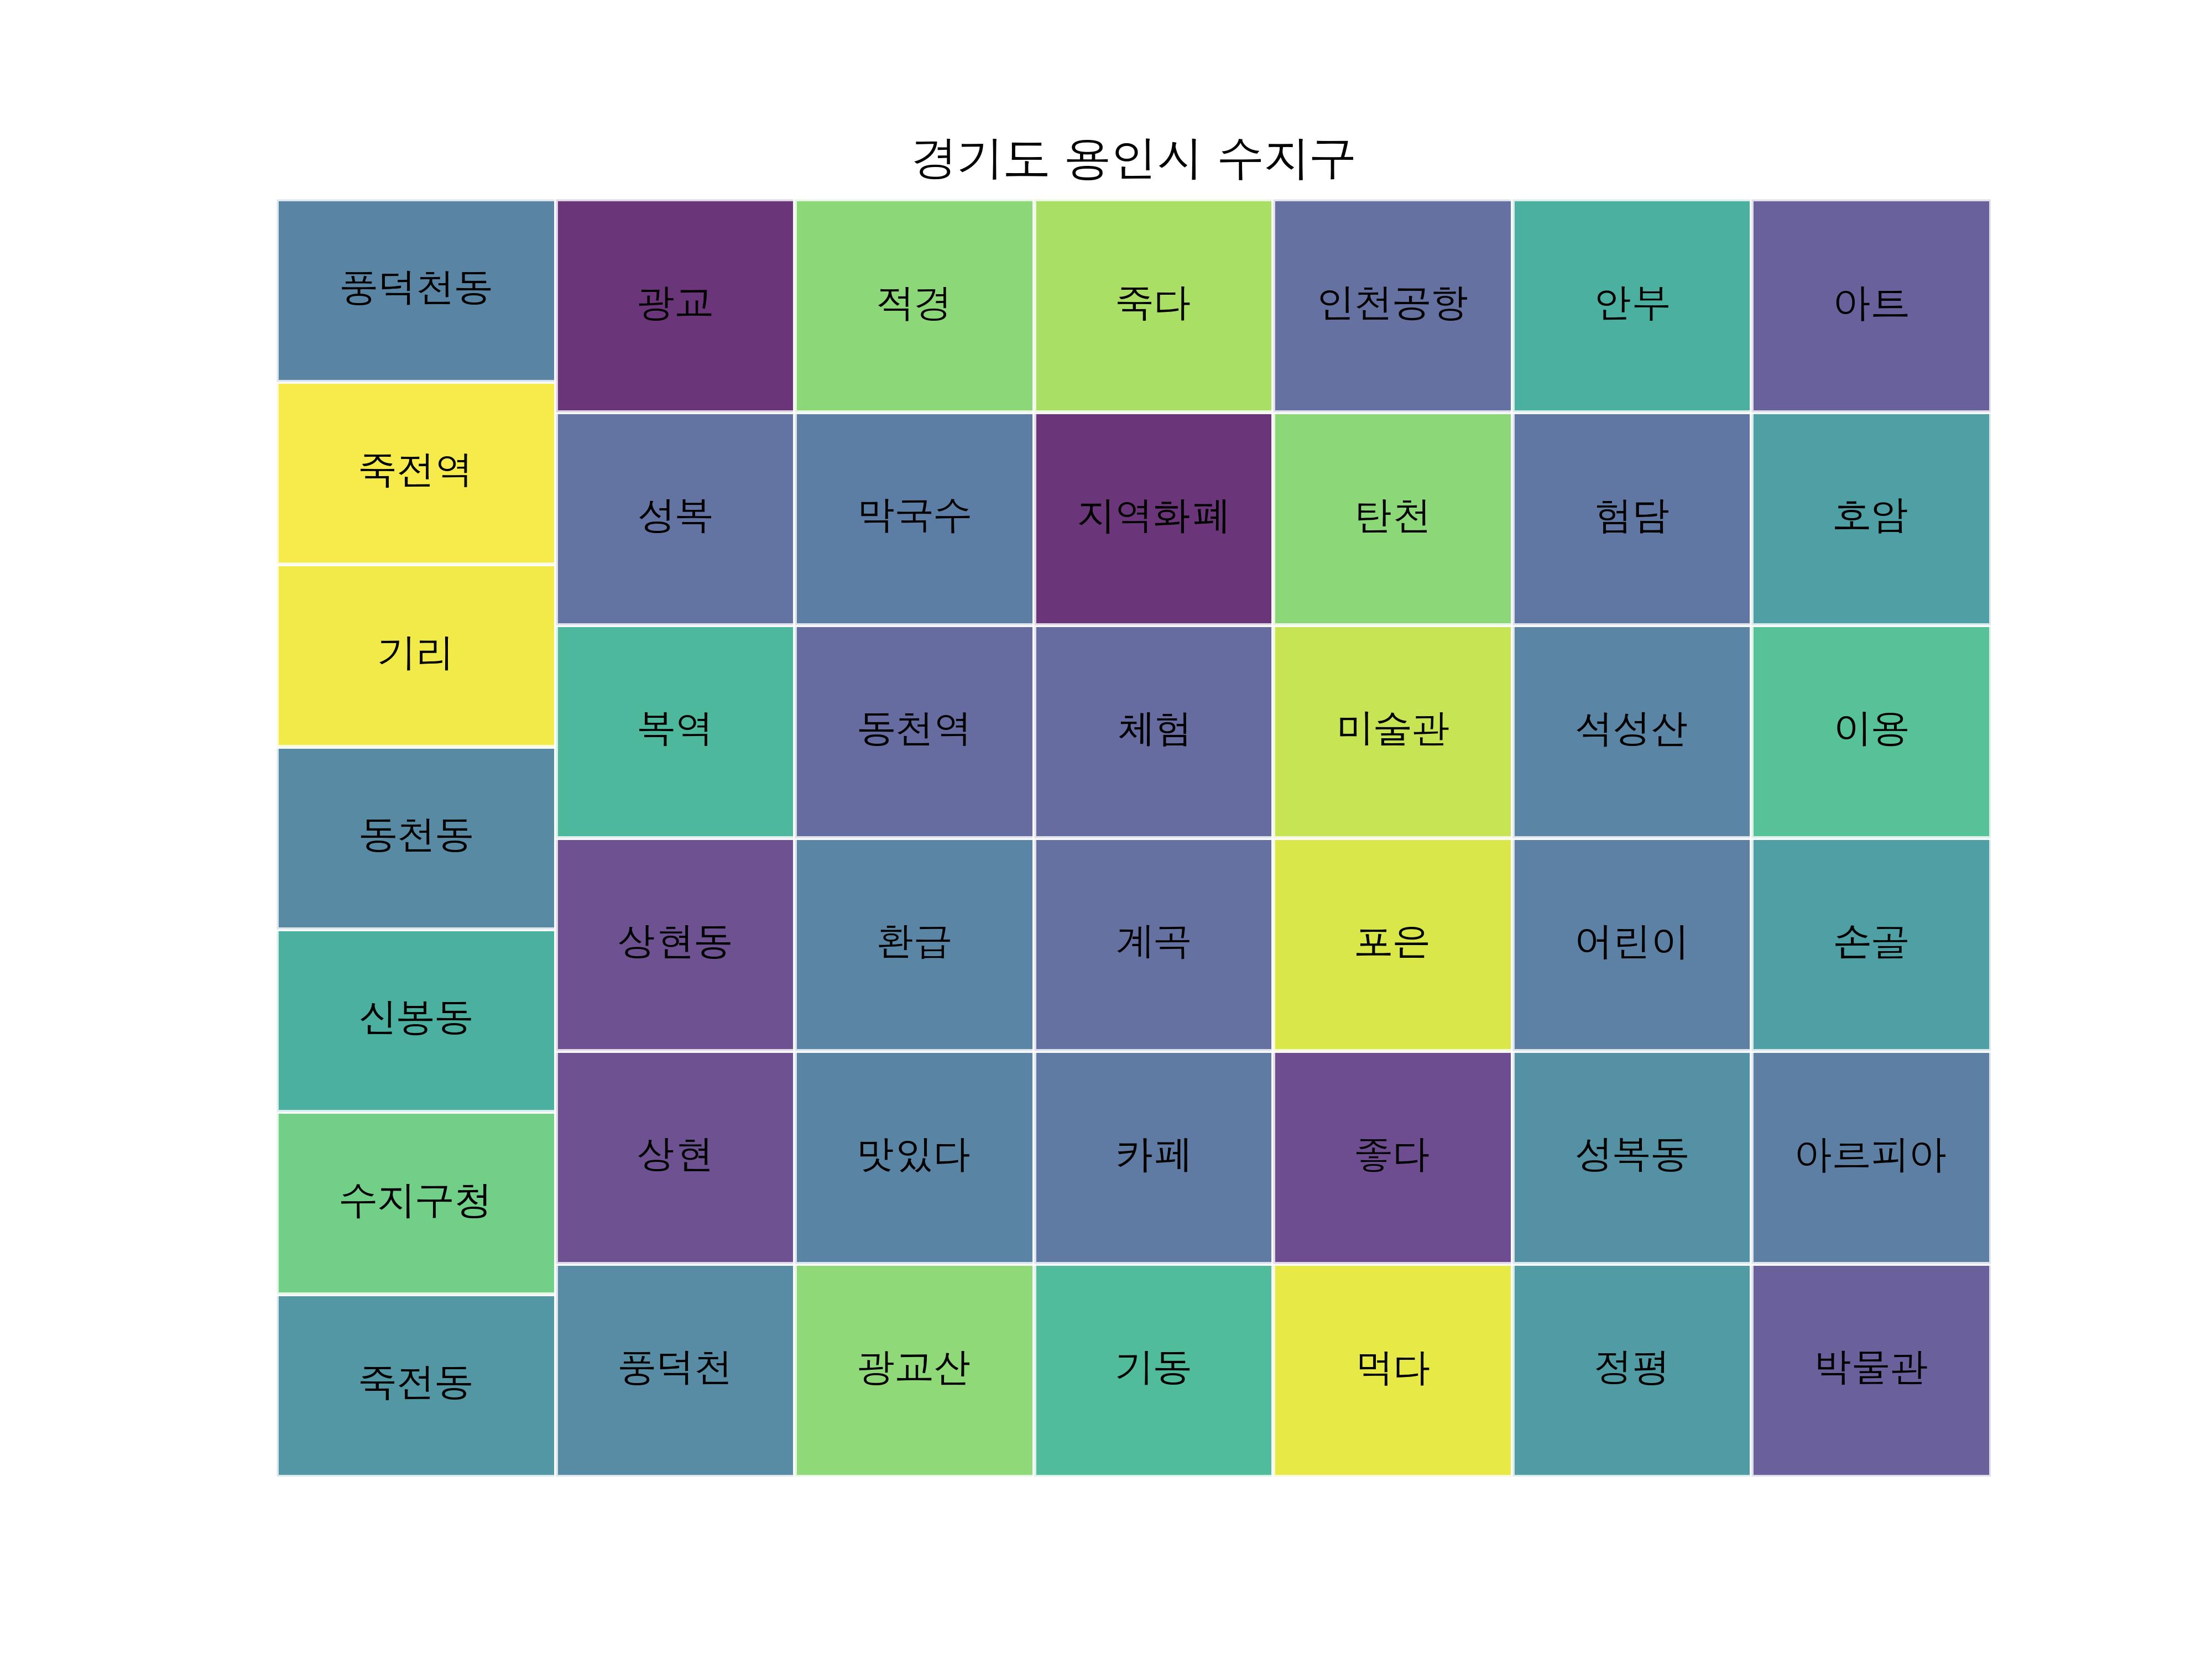 경기도 용인시 수지구
풍덕천동
죽전역
기리
동천동
신봉동
수지구청
죽전동
광교
성복
복역
상현동
상현
풍덕천
적경
막국수
동천역
환급
맛있다
광교산
죽다
지역화폐
체험
계곡
카페
기동
인천공항
탄천
미술관
포은
좋다
먹다
안부
험담
석성산
어린이
성복동
정평
아트
호암
이용
손골
아르피아
박물관